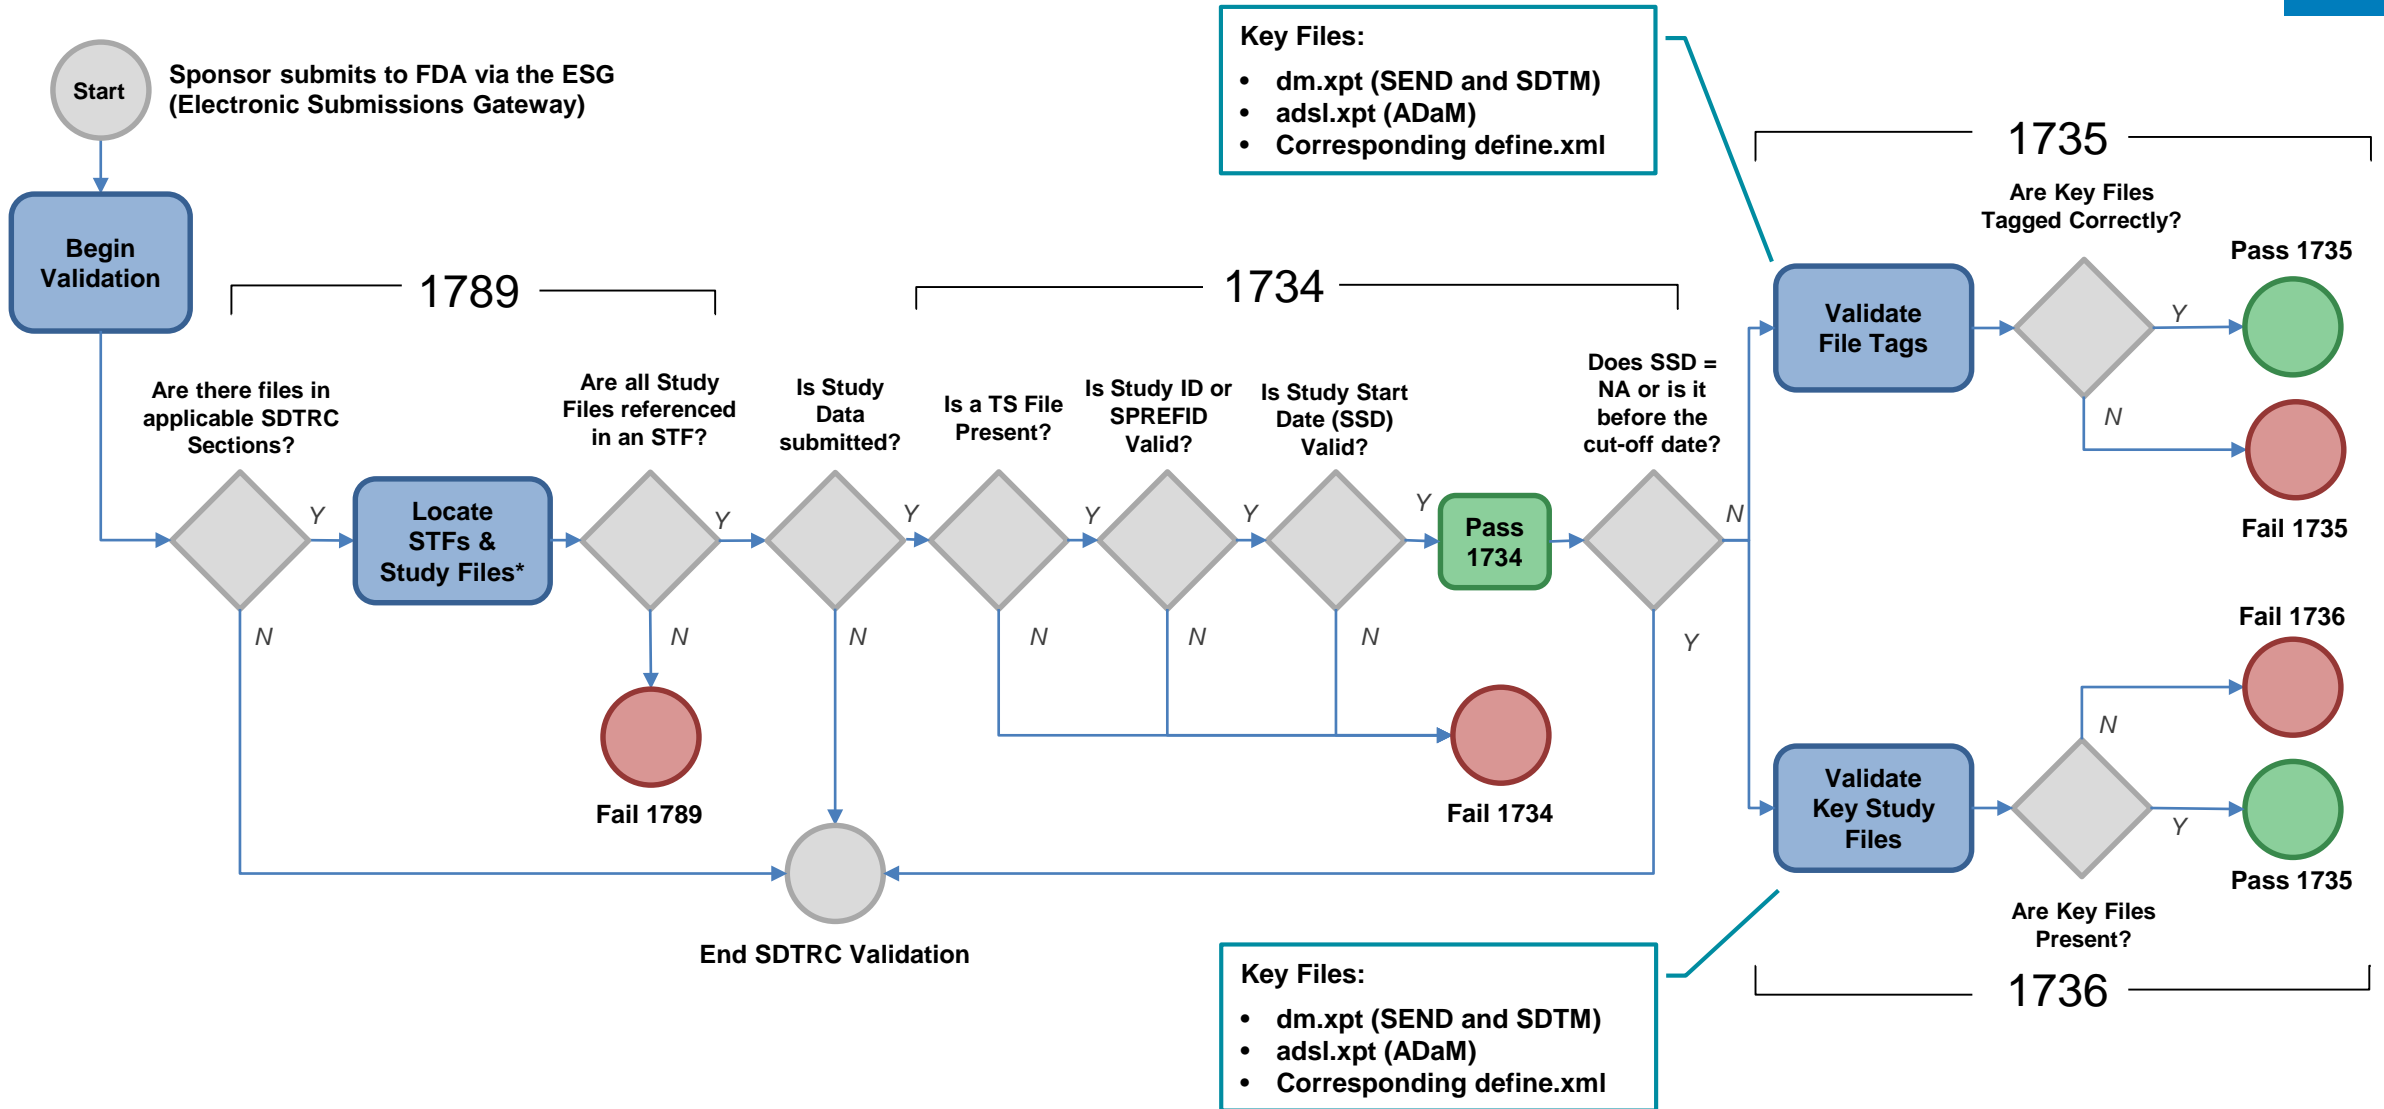 Start
Sponsor submits to FDA via the ESG
(Electronic Submissions Gateway)
Begin
Validation
1789
Are there files in
applicable SDTRC
Sections?
Y
N
Locate
STFs &
Study Files*
Are all Study
Files referenced
in an STF?
Y
N
Fail 1789
Is Study
Data
submitted?
Y
N
End SDTRC Validation
1734
Is a TS File
Present?
Y
N
Is Study ID or
SPREFID
Valid?
Y
N
Is Study Start
Date (SSD)
Valid?
Y
N
Fail 1734
Pass
1734
Does SSD =
NA or is it
before the
cut-off date?
N
Y
Key Files:
• dm.xpt (SEND and SDTM)
• adsl.xpt (ADaM)
• Corresponding define.xml
1735
Validate
File Tags
Are Key Files
Tagged Correctly?
Y
N
Pass 1735
Fail 1735
Validate
Key Study
Files
Fail 1736
N
Y
Pass 1735
Are Key Files
Present?
1736
Key Files:
• dm.xpt (SEND and SDTM)
• adsl.xpt (ADaM)
• Corresponding define.xml